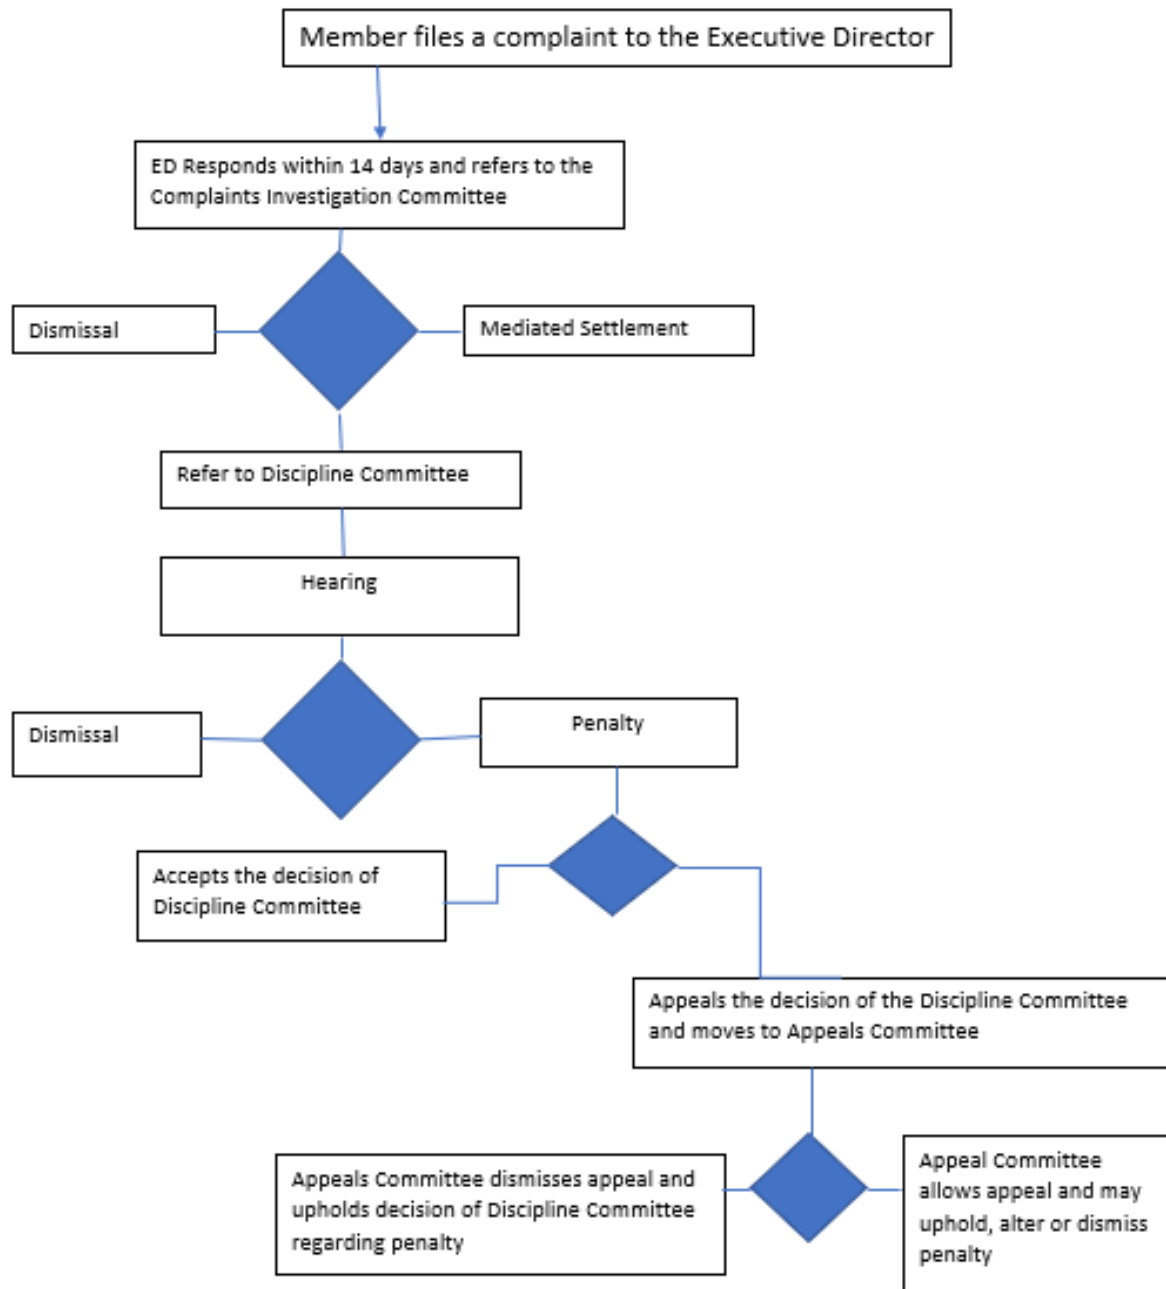 Member files a complaint to the Executive Director
ED Responds within 14 days and refers to the
Complaints Investigation Committee
Dismissal
Mediated Settlement
Refer to Discipline Committee
Hearing
Dismissal
Penalty
Accepts the decision of
Discipline Committee
Appeals the decision of the Discipline Committee
and moves to Appeals Committee
Appeals Committee dismisses appeal and
upholds decision of Discipline Committee
regarding penalty
Appeal Committee
allows appeal and may
uphold, alter or dismiss
penalty